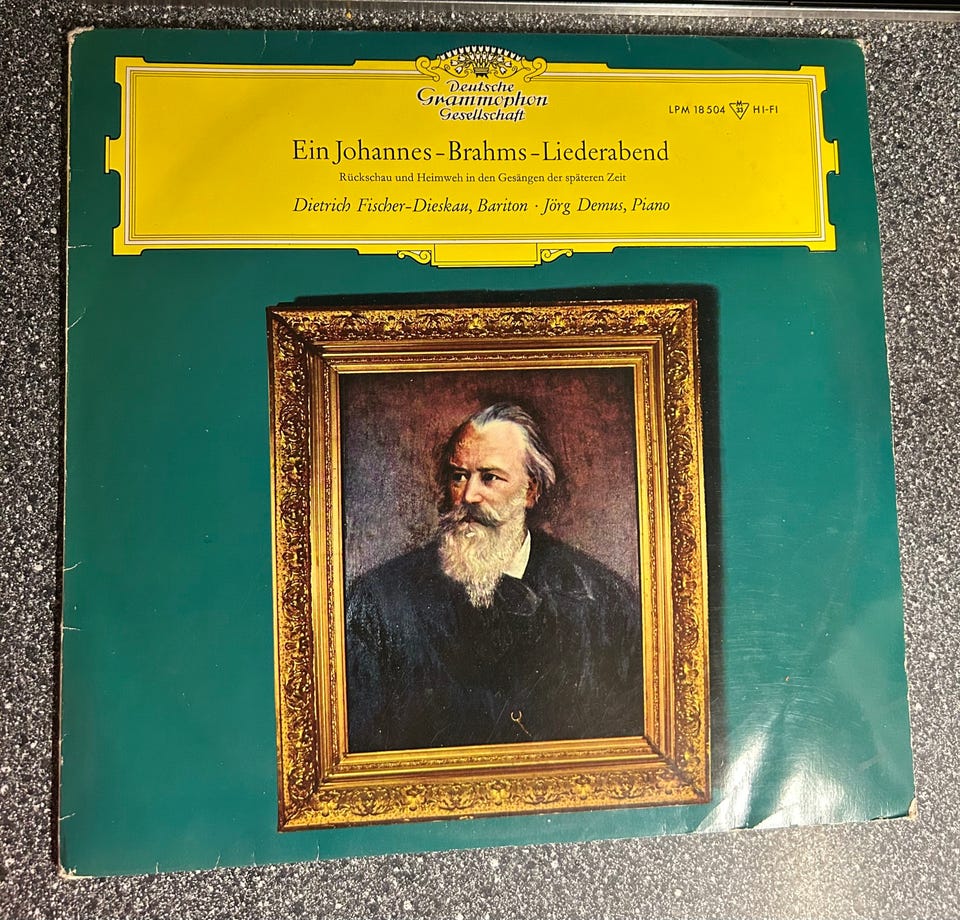 Deutsche
Grammophon
Gesellschaft
LPM 18 504 M 33 HI-FI
Ein Johannes-Brahms-Liederabend
Rückschau und Heimweh in den Gesängen der späteren Zeit
Dietrich Fischer-Dieskau, Bariton · Jörg Demus, Piano